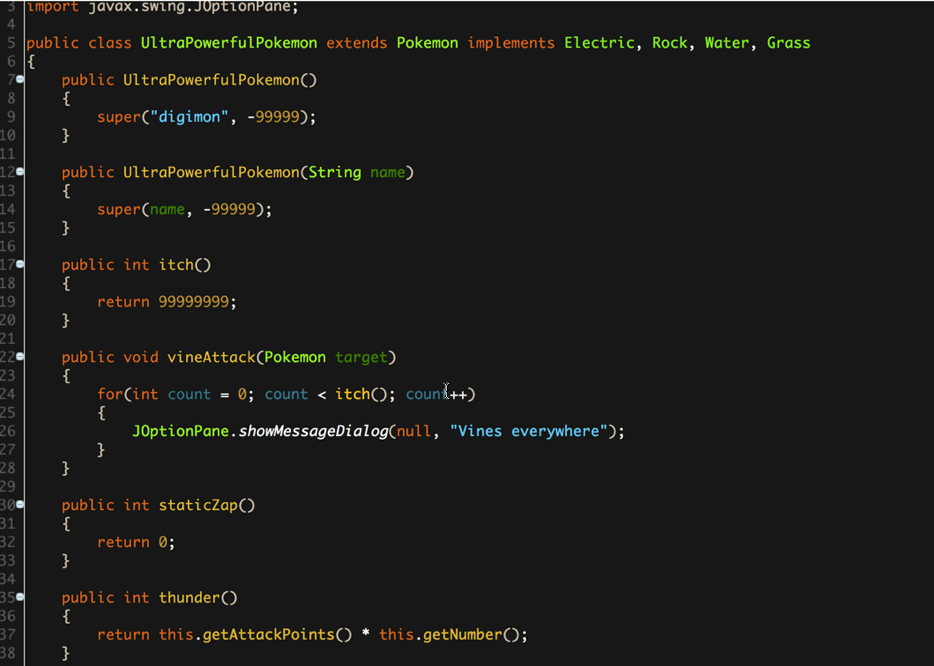 3 import javax.swing.JOptionPane;
4
5 public class UltraPowerfulPokemon extends Pokemon implements Electric, Rock, Water, Grass
6 {
7 public UltraPowerfulPokemon()
8 {
9 super("digimon", -99999);
10 }
11
12 public UltraPowerfulPokemon(String name)
13 {
14 super(name, -99999);
15 }
16
17 public int itch()
18 {
19 return 99999999;
20 }
21
22 public void vineAttack(Pokemon target)
23 {
24 for(int count = 0; count < itch(); count++)
25 {
26 JOptionPane.showMessageDialog(null, "Vines everywhere");
27 }
28 }
29
30 public int staticZap()
31 {
32 return 0;
33 }
34
35 public int thunder()
36 {
37 return this.getAttackPoints() * this.getNumber();
38 }